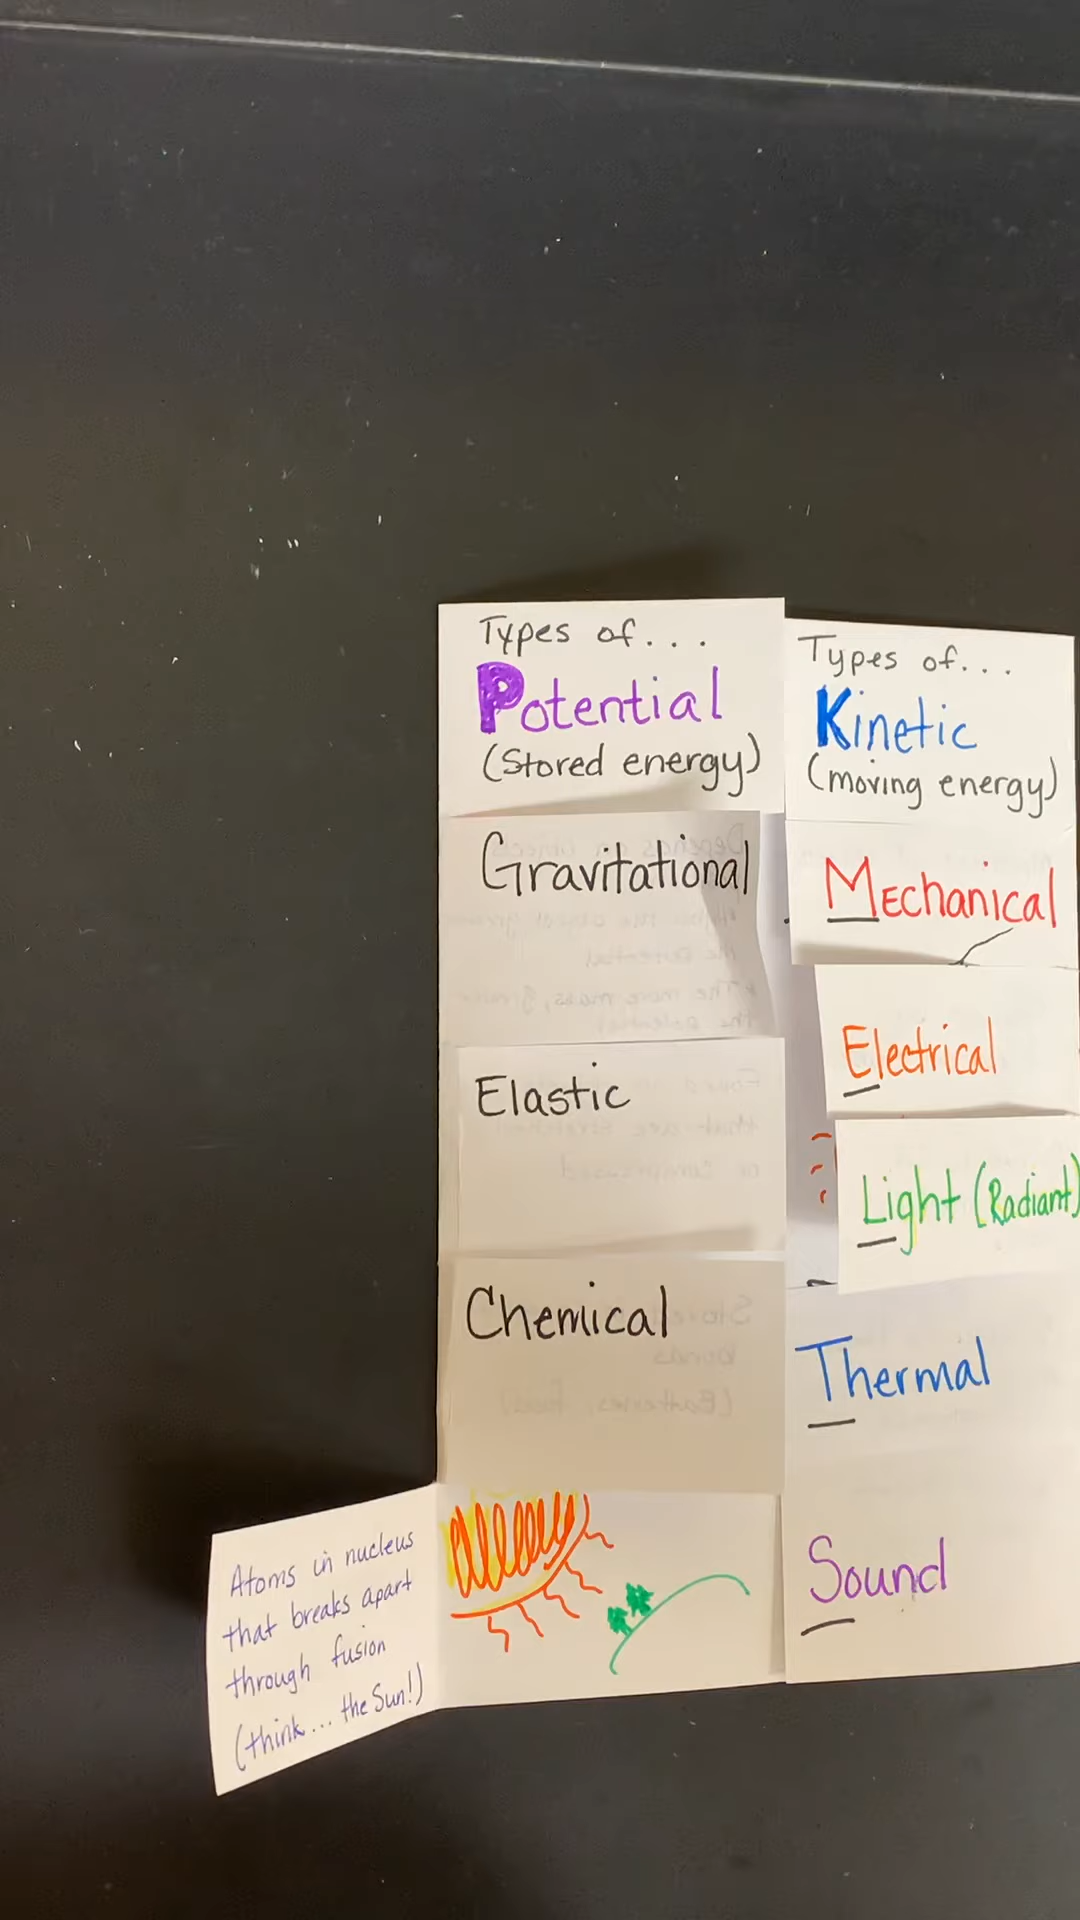 Types of...
Potential
(Stored energy)
Gravitational
Elastic
Chemical
Atoms in nucleus
that breaks apart
through fusion
(think... the Sun!)
Types of...
Kinetic
(moving energy)
Mechanical
Electrical
Light (Radiant)
Thermal
Sound